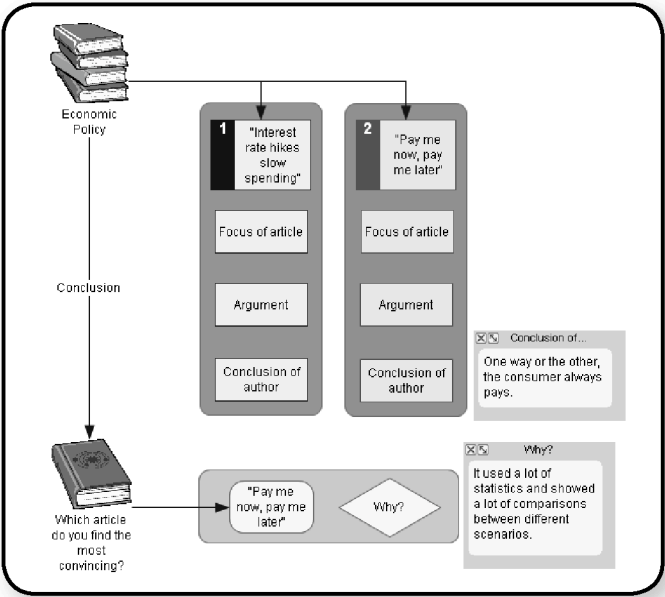 Economic
Policy
1
"Interest
rate hikes
slow
spending"
Focus of article
Argument
Conclusion of
author
2
"Pay me
now, pay
me later"
Focus of article
Argument
Conclusion of
author
Conclusion of...
One way or the other,
the consumer always
pays.
Conclusion
Which article
do you find the
most
convincing?
"Pay me
now, pay me
later"
Why?
Why?
It used a lot of
statistics and showed
a lot of comparisons
between different
scenarios.